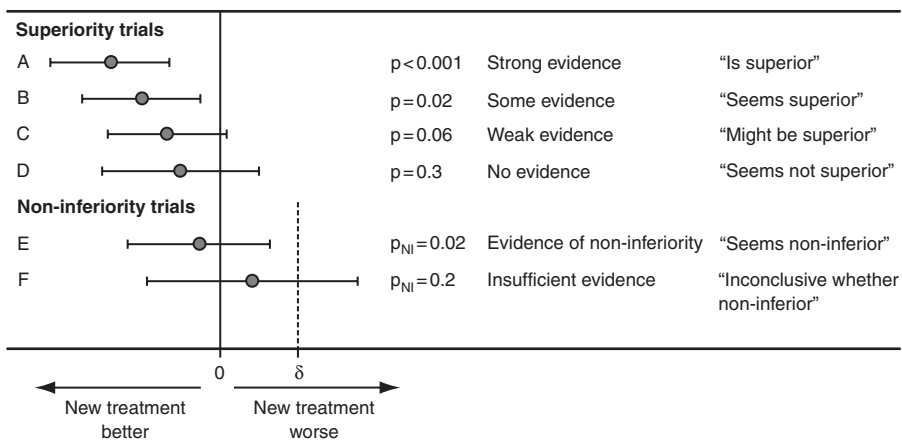 Superiority trials
A p<0.001 Strong evidence “Is superior”
B p=0.02 Some evidence “Seems superior”
C p=0.06 Weak evidence “Might be superior”
D p=0.3 No evidence “Seems not superior”
Non-inferiority trials
E pNI=0.02 Evidence of non-inferiority “Seems non-inferior”
F pNI=0.2 Insufficient evidence “Inconclusive whether
non-inferior”
0 δ
New treatment New treatment
better worse